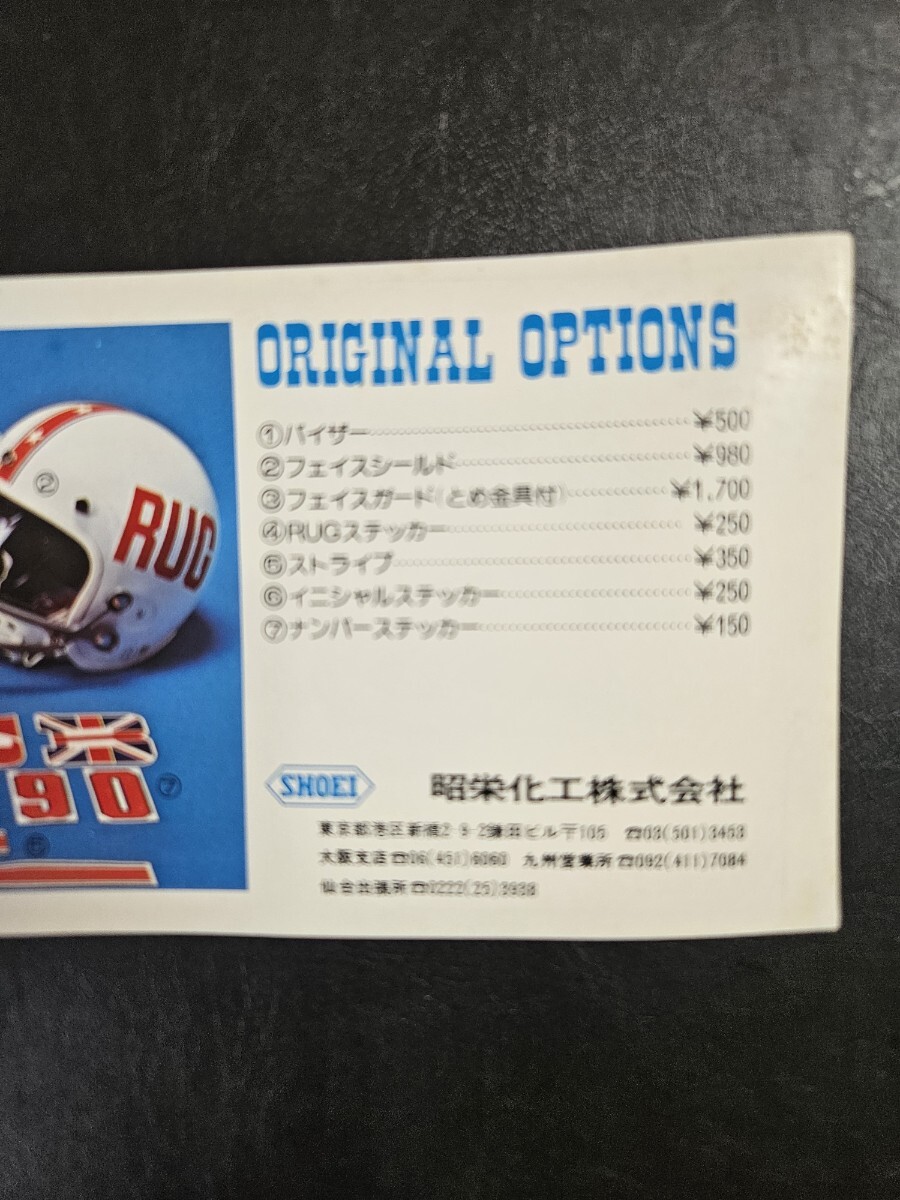 ORIGINAL OPTIONS
①バイザー ¥500
②フェイスシールド ¥980
③フェイスガード(とめ金具付) ¥1,700
④RUGステッカー ¥250
⑤ストライプ ¥350
⑥イニシャルステッカー ¥250
⑦ナンバーステッカー ¥150
②
RUG
90
⑦
SHOEI
昭栄化工株式会社
東京都港区新橋2-9-2 ビル〒105 ☎03(501)3453
大阪支店☎06(451)6060 九州営業所☎092(411)7084
仙台出張所☎0222(25)3938